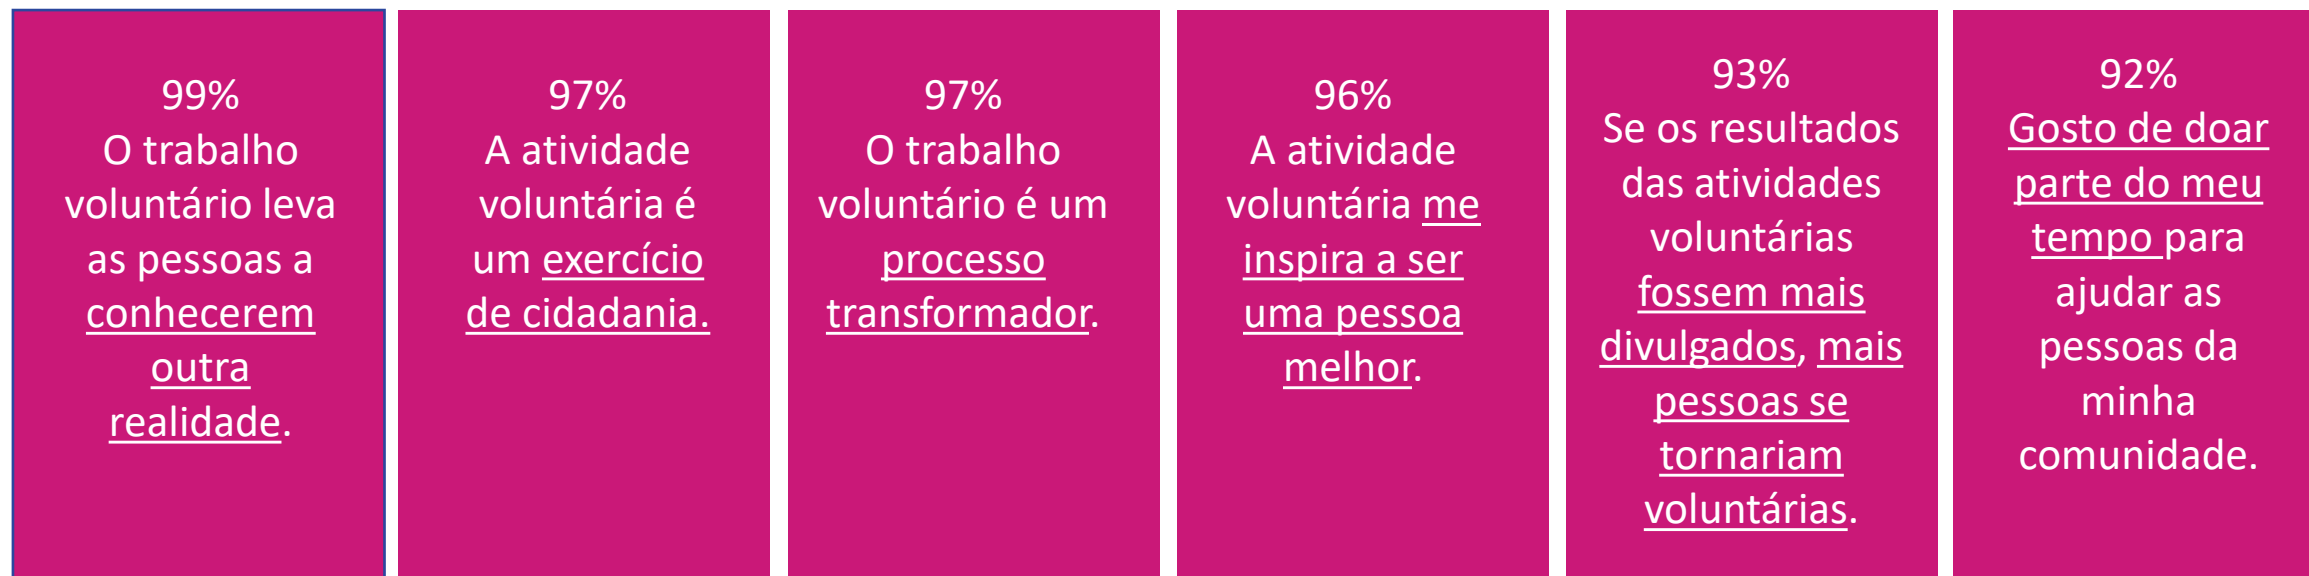 99%
O trabalho
voluntário leva
as pessoas a
conhecerem
outra
realidade.
97%
A atividade
voluntária é
um exercício
de cidadania.
97%
O trabalho
voluntário é um
processo
transformador.
96%
A atividade
voluntária me
inspira a ser
uma pessoa
melhor.
93%
Se os resultados
das atividades
voluntárias
fossem mais
divulgados, mais
pessoas se
tornariam
voluntárias.
92%
Gosto de doar
parte do meu
tempo para
ajudar as
pessoas da
minha
comunidade.